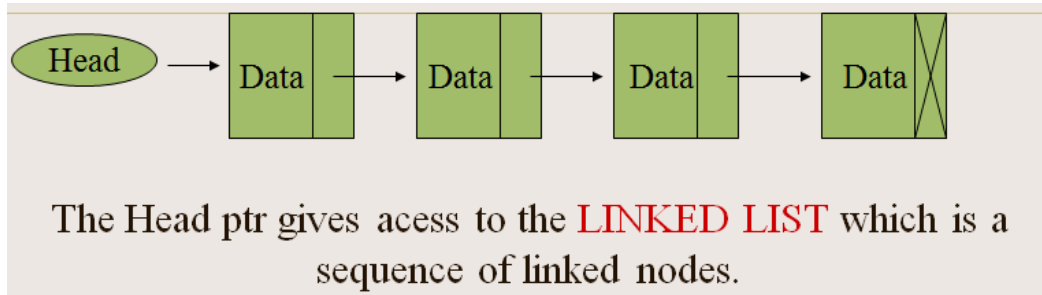 Head
Data
Data
Data
Data
The Head ptr gives acess to the LINKED LIST which is a
sequence of linked nodes.